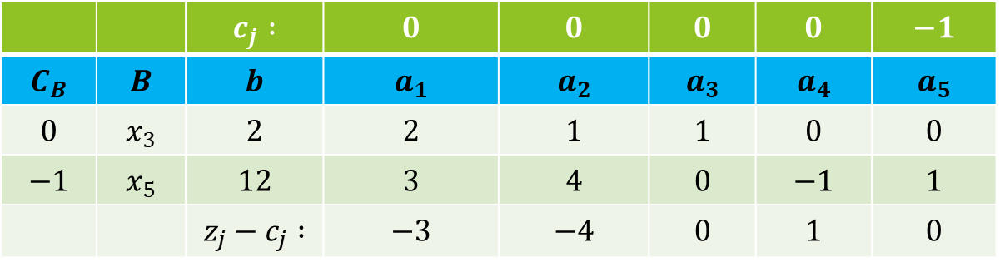 c_j : 0 0 0 0 −1
C_B B b a_1 a_2 a_3 a_4 a_5
0 x_3 2 2 1 1 0 0
−1 x_5 12 3 4 0 −1 1
z_j − c_j : −3 −4 0 1 0